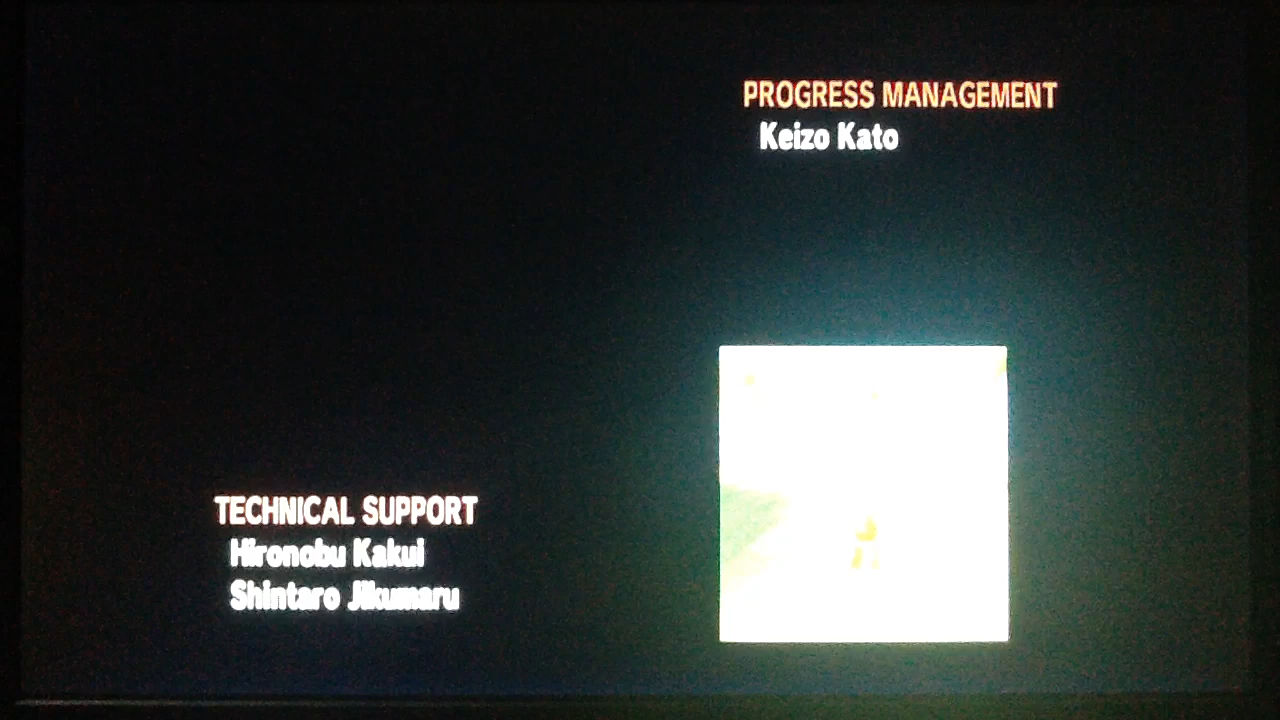 PROGRESS MANAGEMENT
Keizo Kato
TECHNICAL SUPPORT
Hironobu Kakui
Shintaro Jikumaru